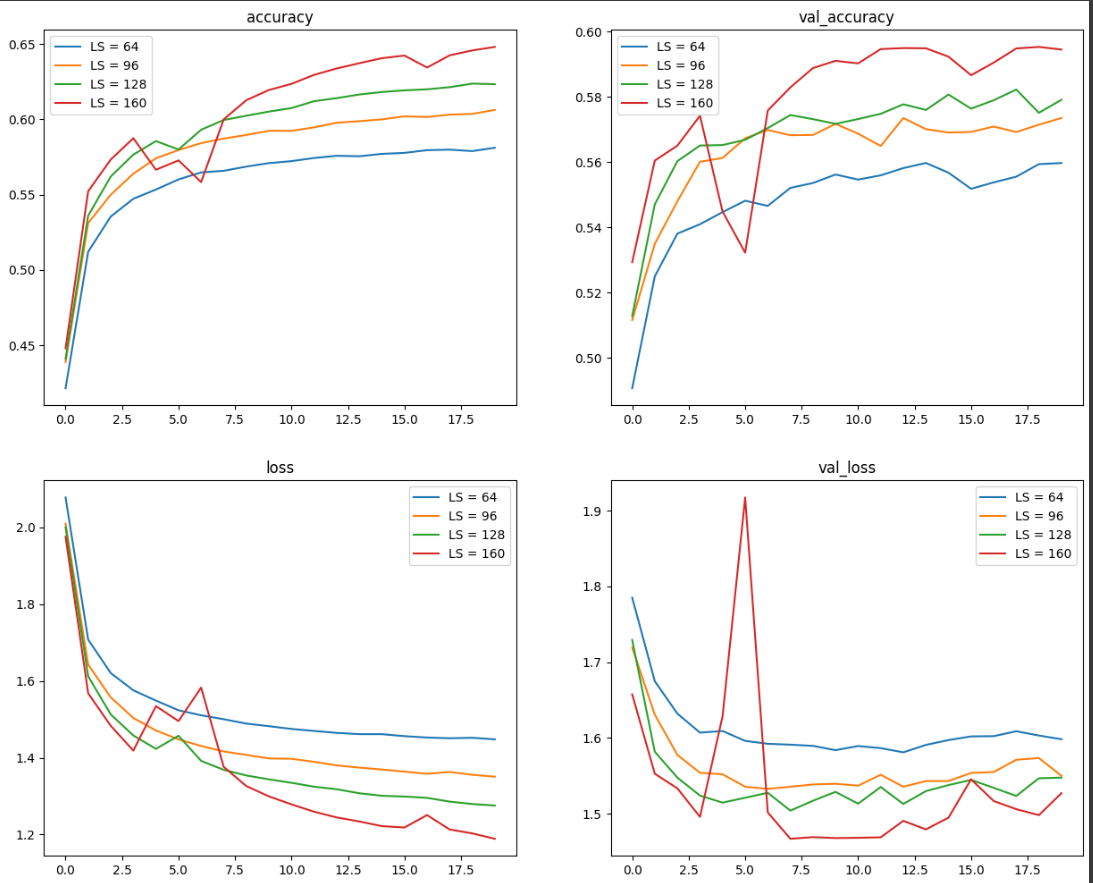 accuracy
0.65
0.60
0.55
0.50
0.45
LS = 64
LS = 96
LS = 128
LS = 160
0.0 2.5 5.0 7.5 10.0 12.5 15.0 17.5
val_accuracy
0.60
0.58
0.56
0.54
0.52
0.50
LS = 64
LS = 96
LS = 128
LS = 160
0.0 2.5 5.0 7.5 10.0 12.5 15.0 17.5
loss
2.0
1.8
1.6
1.4
1.2
LS = 64
LS = 96
LS = 128
LS = 160
0.0 2.5 5.0 7.5 10.0 12.5 15.0 17.5
val_loss
1.9
1.8
1.7
1.6
1.5
LS = 64
LS = 96
LS = 128
LS = 160
0.0 2.5 5.0 7.5 10.0 12.5 15.0 17.5